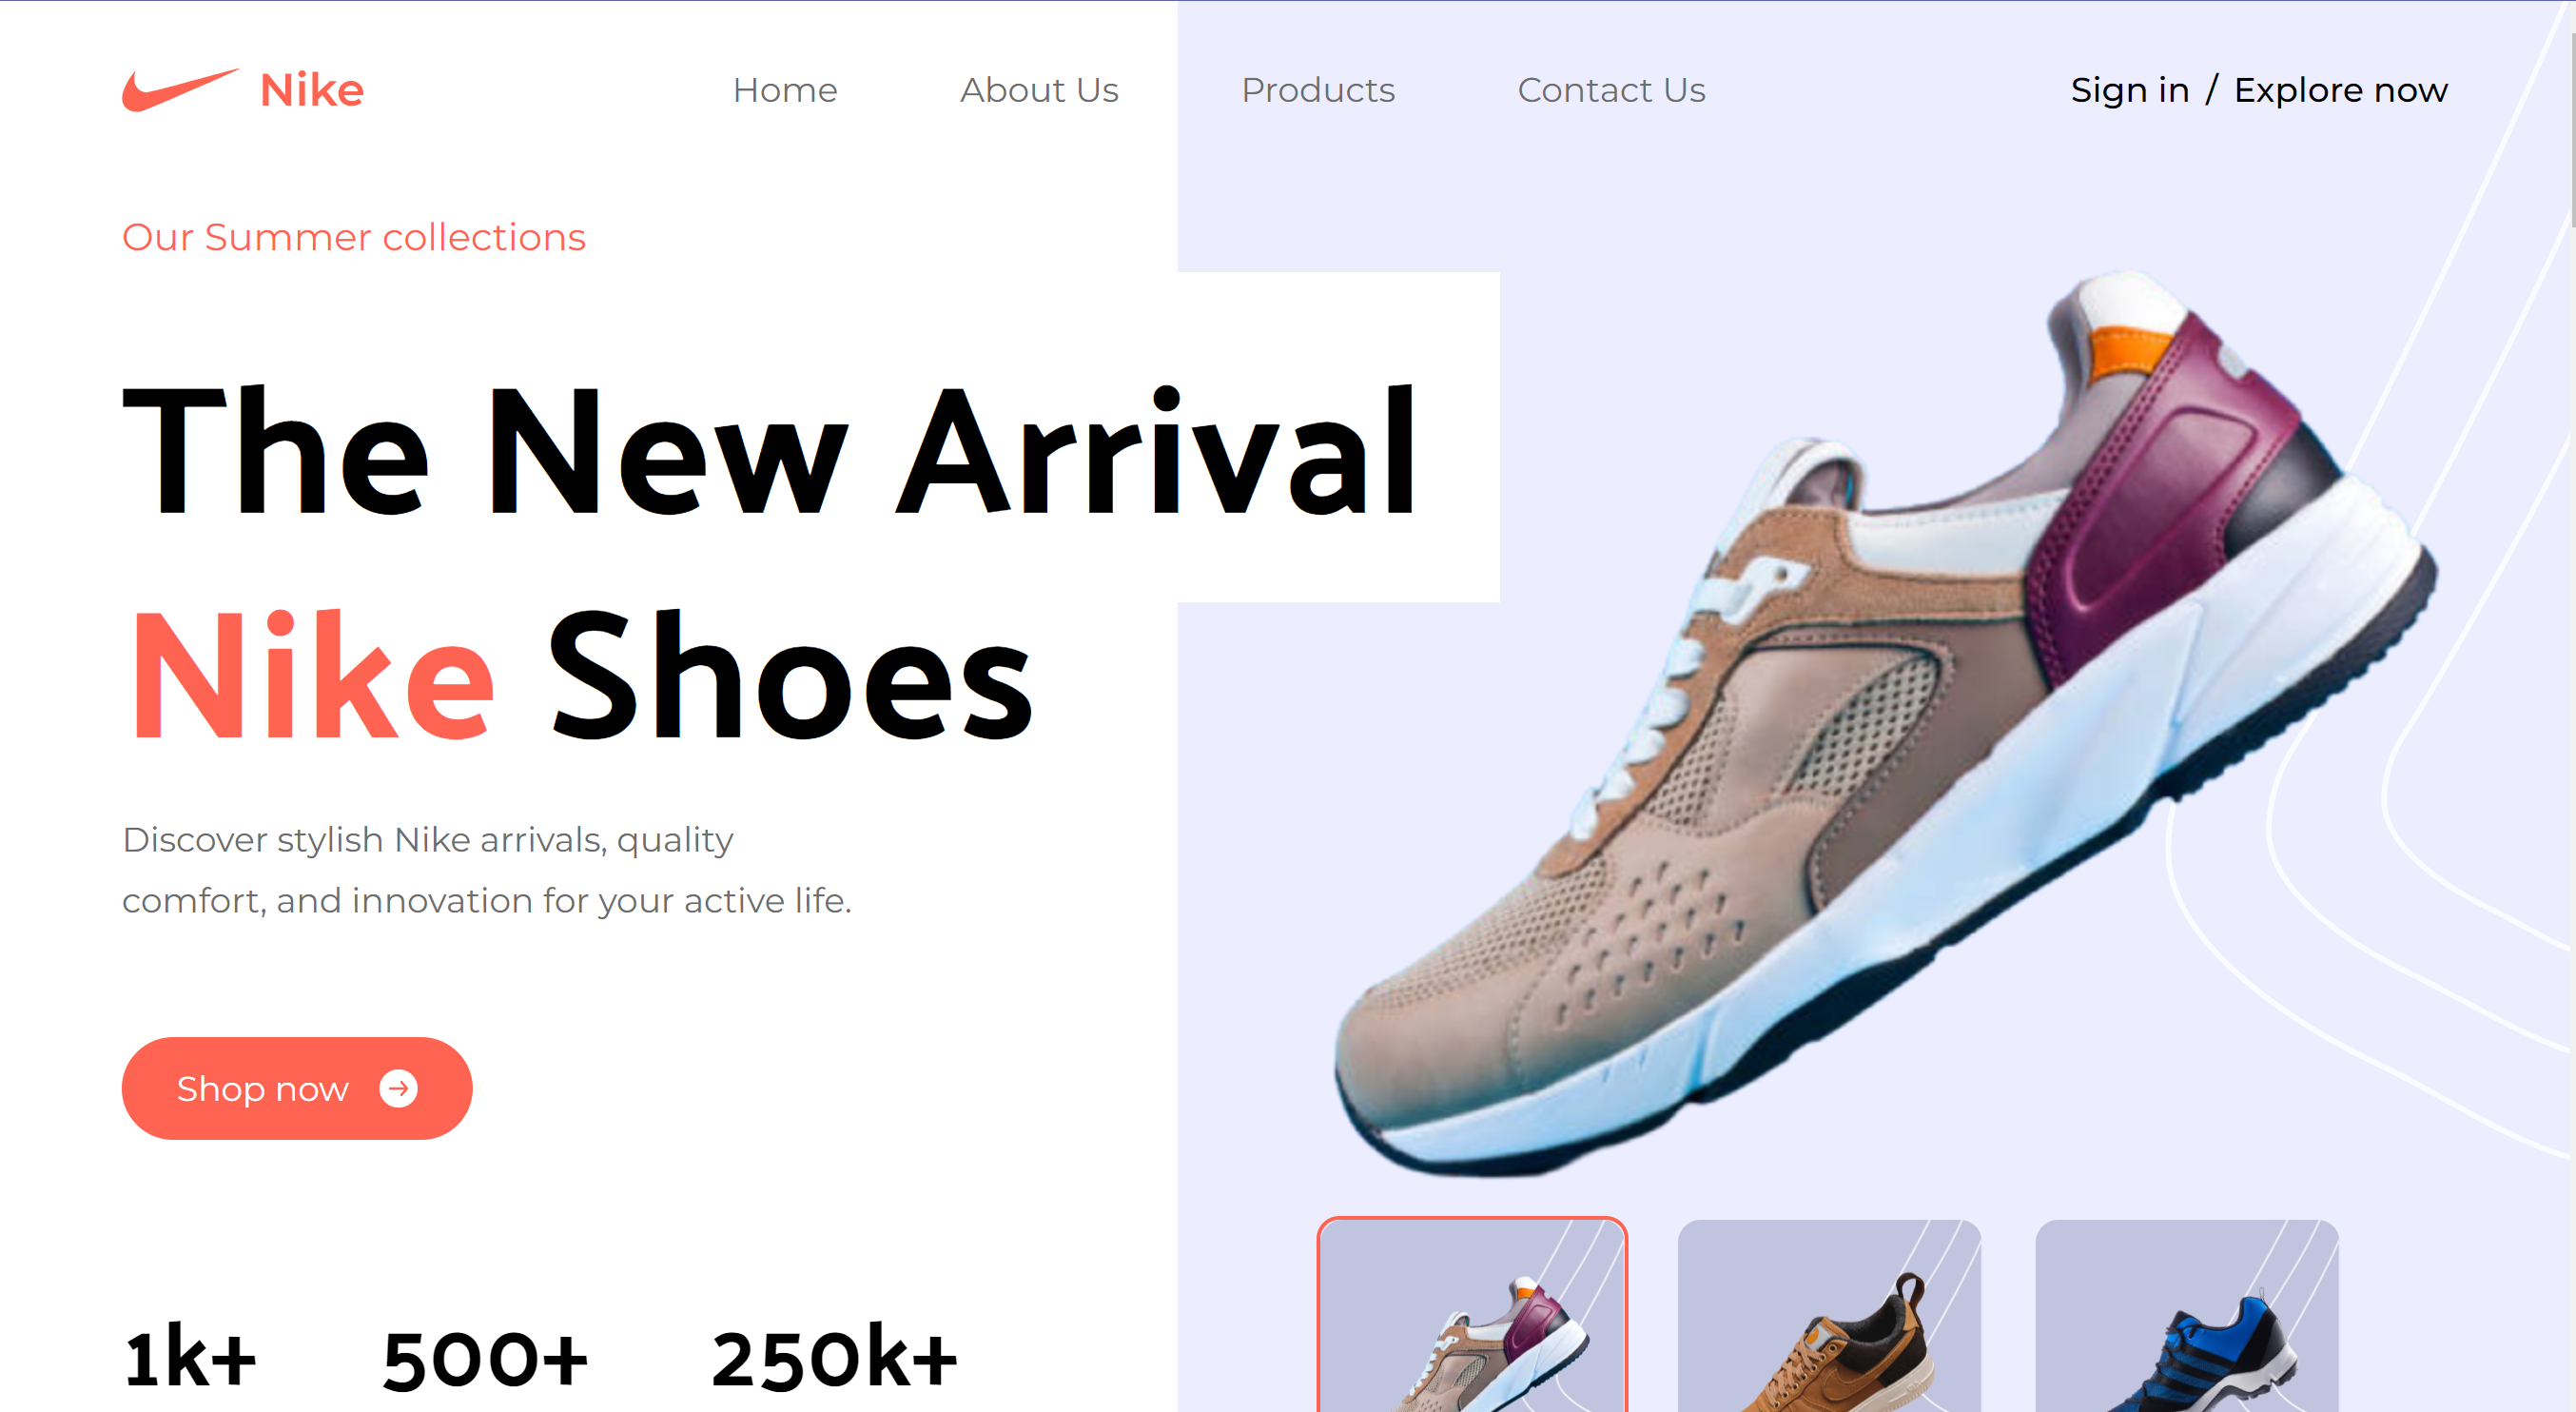 Nike
Home
About Us
Products
Contact Us
Sign in / Explore now
Our Summer collections
The New Arrival
Nike Shoes
Discover stylish Nike arrivals, quality
comfort, and innovation for your active life.
Shop now
1k+
500+
250k+